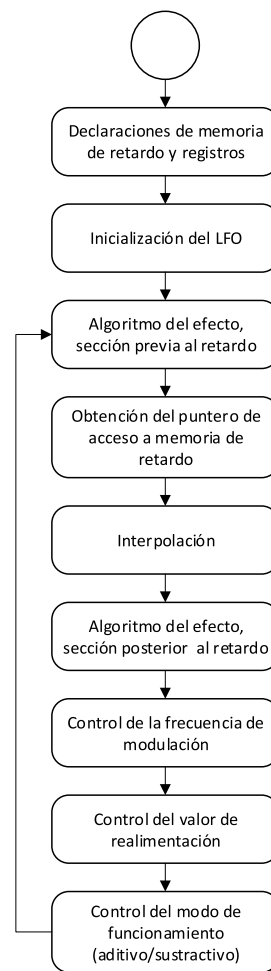 Declaraciones de memoria
de retardo y registros
Inicialización del LFO
Algoritmo del efecto,
sección previa al retardo
Obtención del puntero de
acceso a memoria de
retardo
Interpolación
Algoritmo del efecto,
sección posterior al retardo
Control de la frecuencia de
modulación
Control del valor de
realimentación
Control del modo de
funcionamiento
(aditivo/sustractivo)